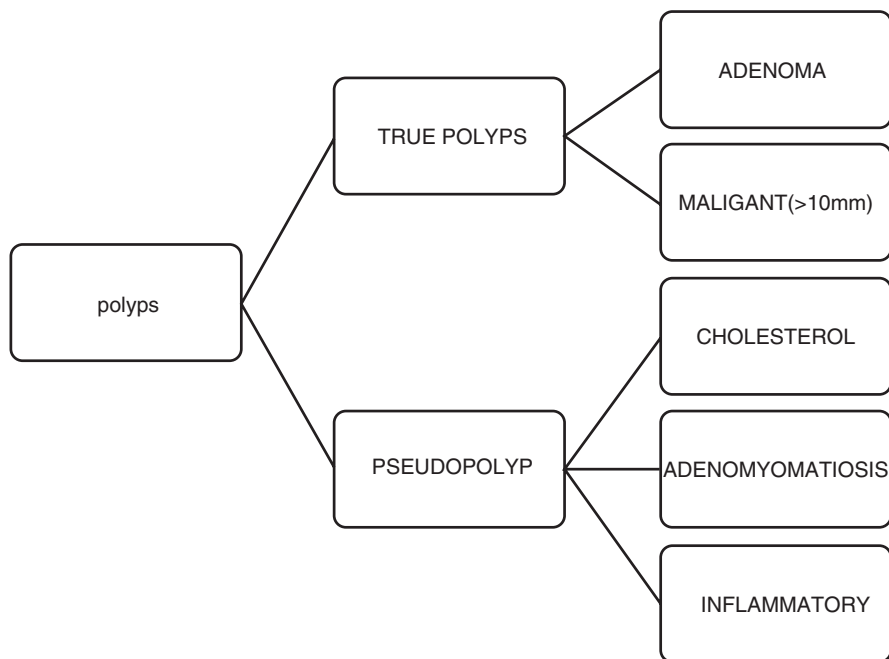 polyps
TRUE POLYPS
ADENOMA
MALIGANT(>10mm)
PSEUDOPOLYP
CHOLESTEROL
ADENOMYOMATIOSIS
INFLAMMATORY